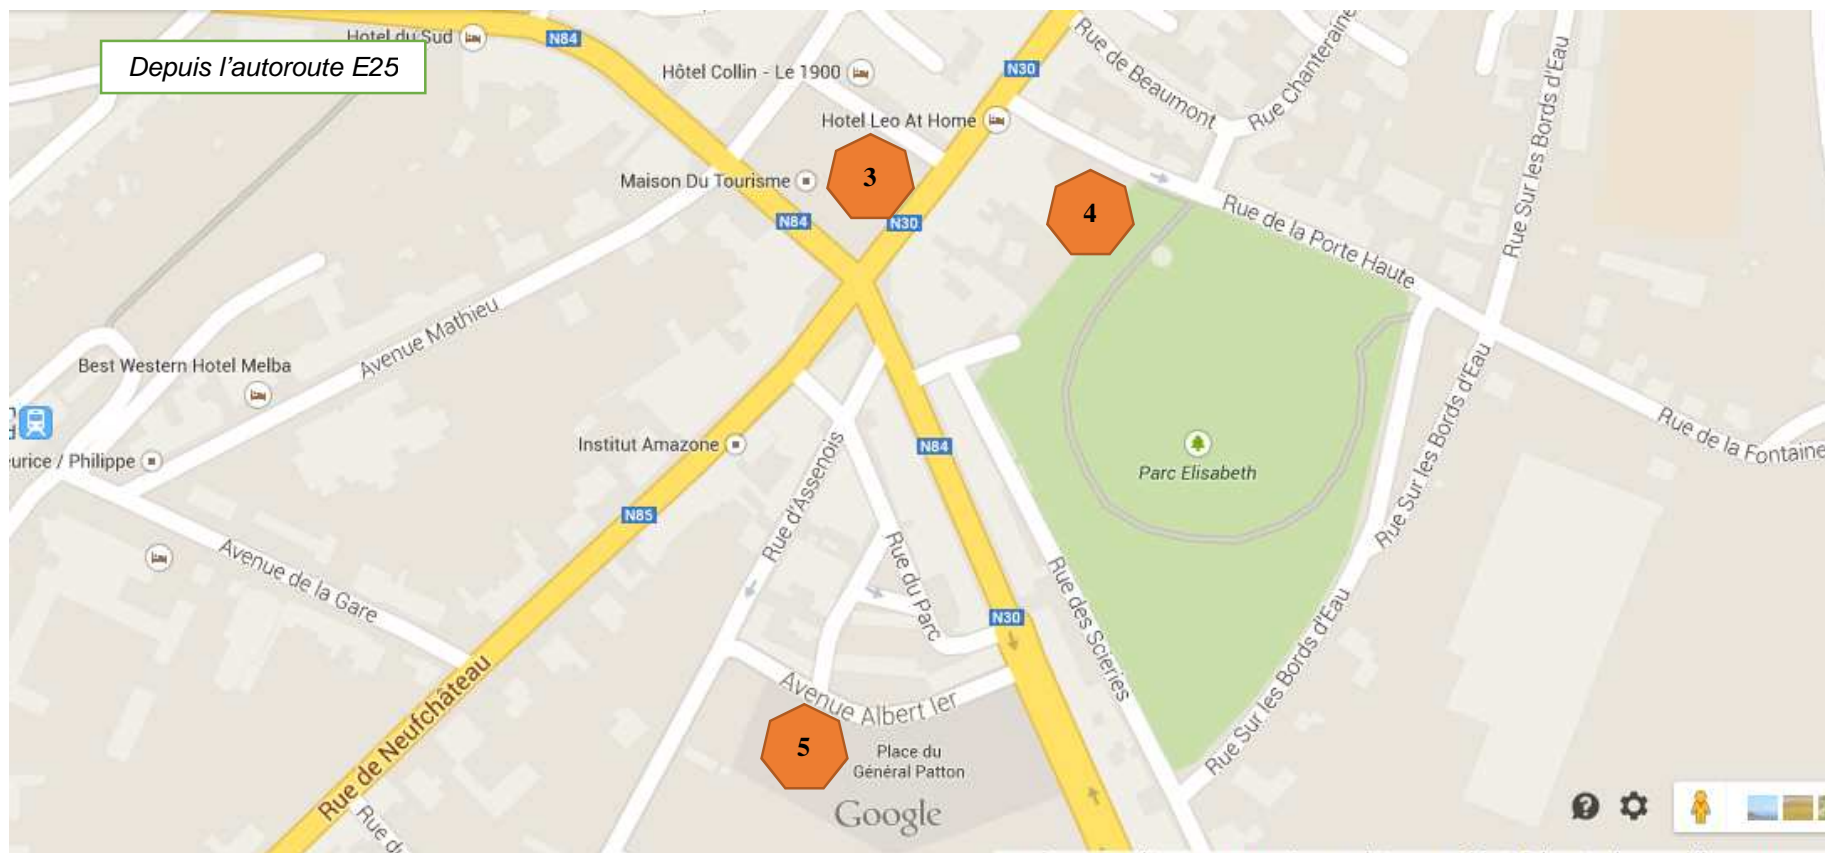 Hotel du Sud
Depuis l'autoroute E25
N84
Hôtel Collin - Le 1900
N30
Rue de Beaumont
Rue Chanteraine
Rue Sur les Bords d'Eau
Hotel Leo At Home
Maison Du Tourisme
3
4
N84
N30
Rue de la Porte Haute
Avenue Mathieu
Best Western Hotel Melba
Rue Sur les Bords d'Eau
Rue de la Fontaine
Institut Amazone
N84
urice / Philippe
Parc Elisabeth
Rue d'Assenois
N85
Avenue de la Gare
Rue du Parc
Rue des Scieries
N30
Rue Sur les Bords d'Eau
Rue de Neufchâteau
Avenue Albert Ier
5
Place du
Général Patton
Google
Rue d